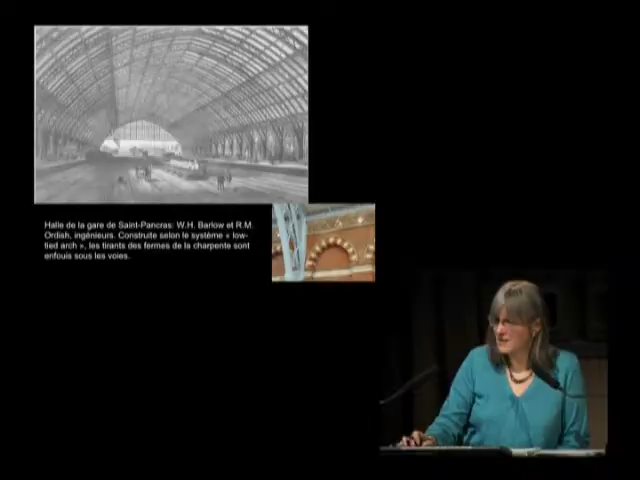 Halle de la gare de Saint-Pancras: W.H. Barlow et R.M.
Ordish, ingénieurs. Construite selon le système « low-
tied arch », les tirants des fermes de la charpente sont
enfouis sous les voies.